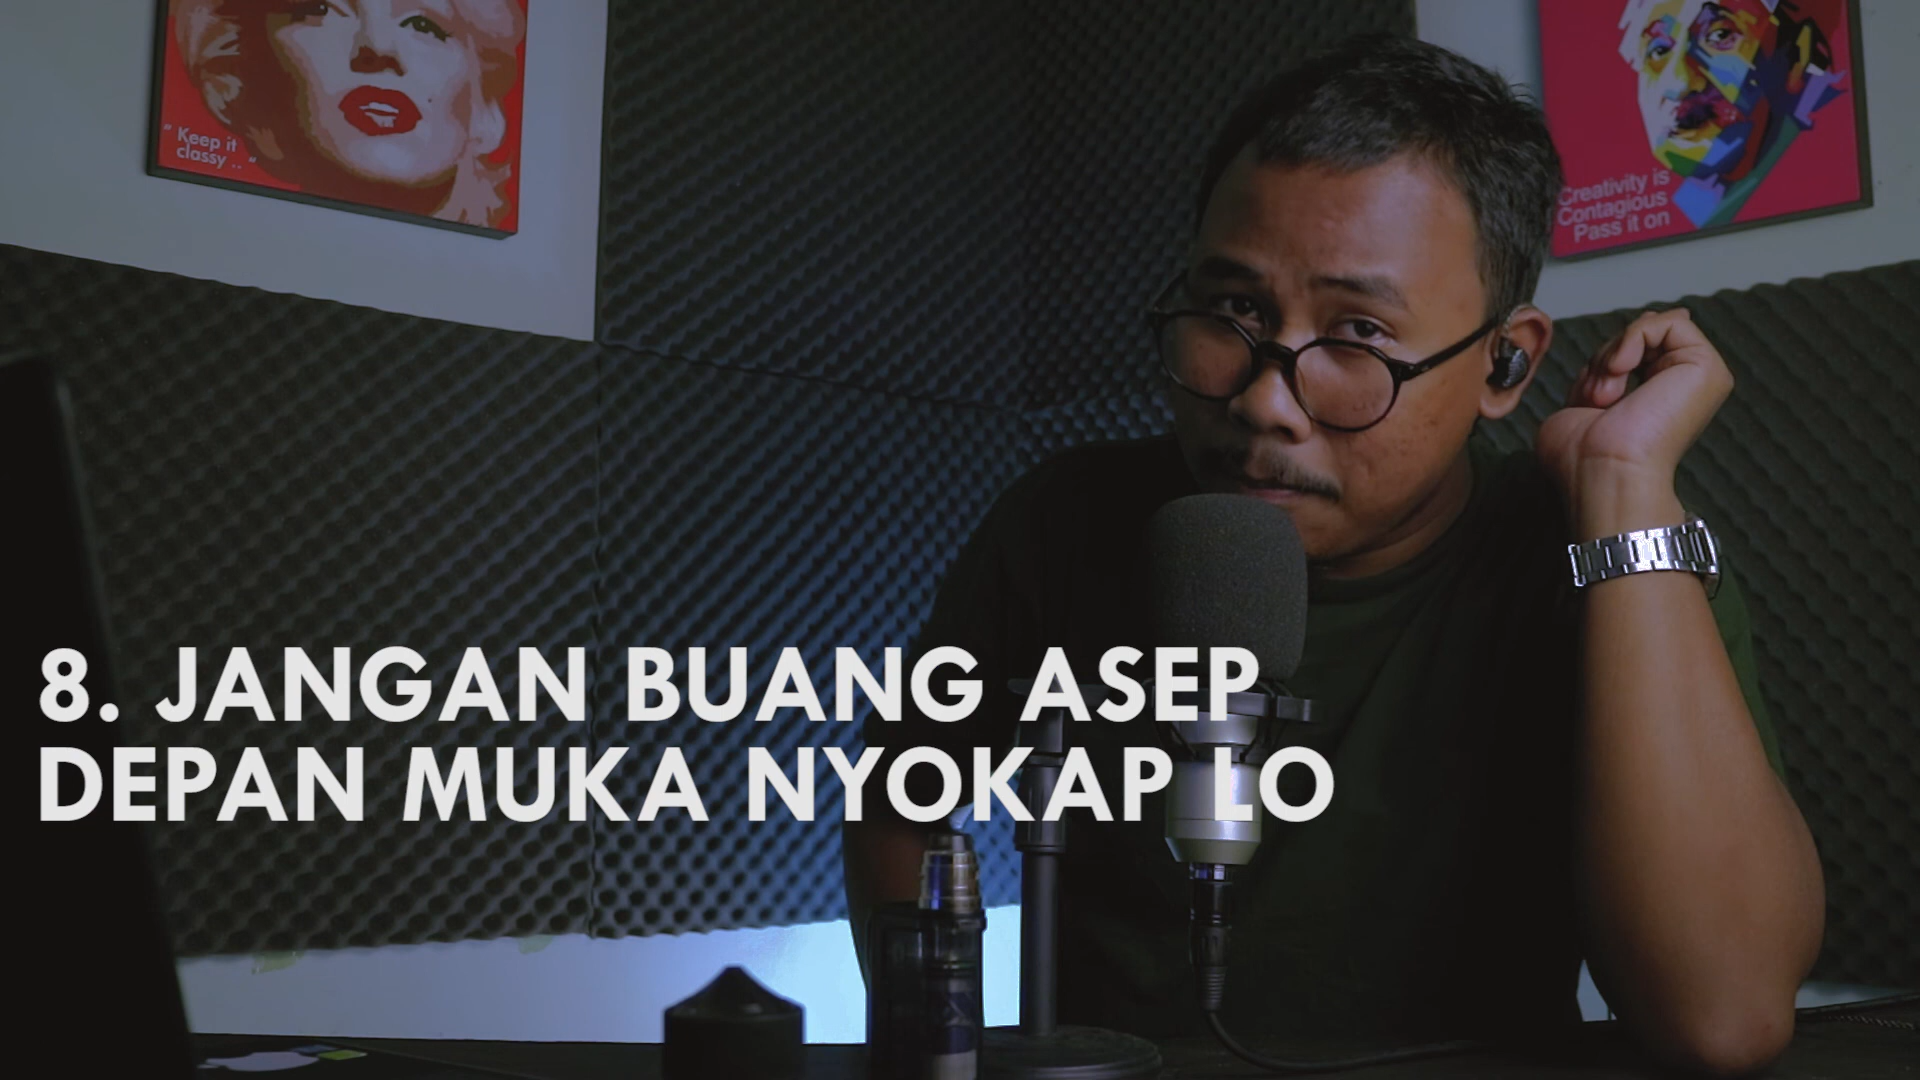 " Keep it
classy .. "
Creativity is
Contagious
Pass it on
8. JANGAN BUANG ASEP
DEPAN MUKA NYOKAP LO